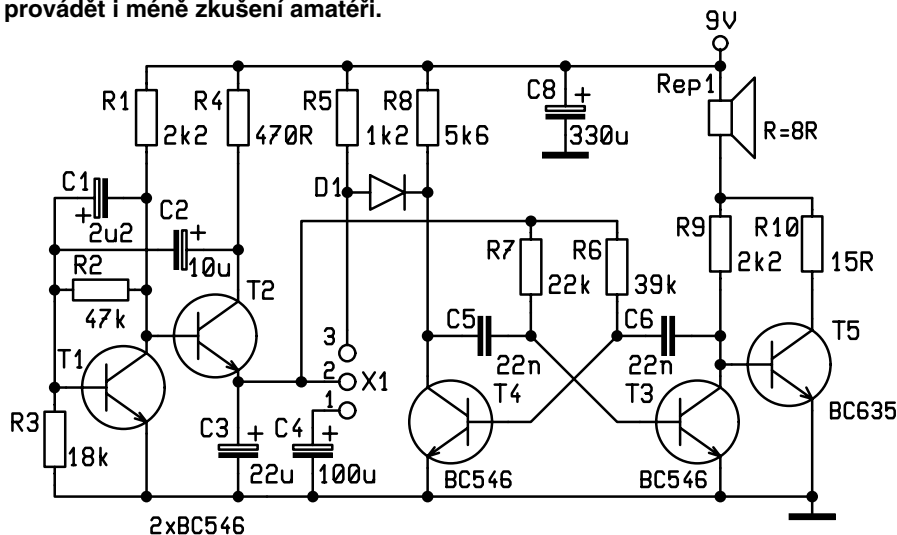 provádět i méně zkušení amatéři.
9V
Rep1
R=8R
R1
2k2
R4
470R
R5
1k2
R8
5k6
C8
+
330u
C1
+
2u2
C2
+
10u
D1
R2
47k
T2
R7
22k
R6
39k
R9
2k2
R10
15R
T1
3
2
X1
1
C5
22n
C6
22n
T5
T4
T3
BC635
R3
18k
C3
+
22u
C4
+
100u
BC546
BC546
2xBC546